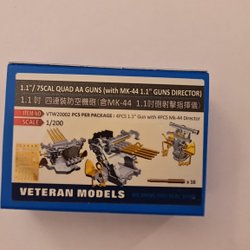 1.1"/75CAL QUAD AA GUNS (with MK-44 1.1" GUNS DIRECTOR)
1.1 吋 四連裝防空機砲 (含MK-44 1.1吋砲射擊指揮儀)
ITEM NO VTW20002 PCS PER PACKAGE : 4PCS 1.1" Gun with 4PCS Mk-44 Director
SCALE: 1/200
x 38
VETERAN MODELS